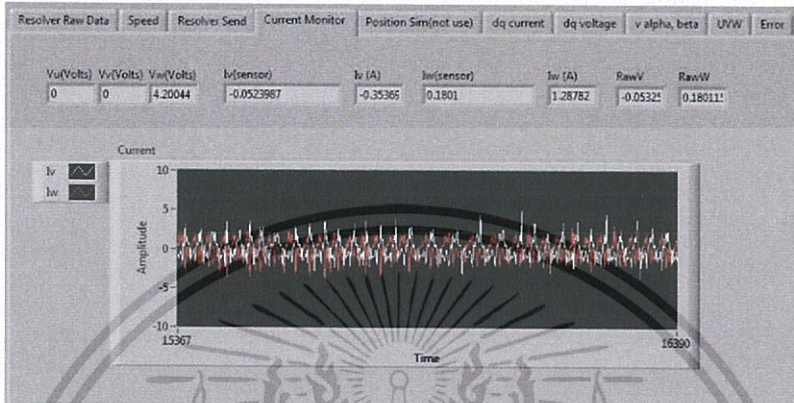 Resolver Raw Data Speed Resolver Send Current Monitor Position Sim(not use) dq current dq voltage v alpha, beta UVW Error
Vu(Volts) Vv(Volts) Vw(Volts) Iv(sensor) Iv (A) Iw(sensor) Iw (A) RawV RawW
0 0 4.20044 -0.0523987 -0.35365 0.1801 1.28782 -0.05325 0.18011
Current
Iv
Iw
10
5
0
-5
-10
Amplitude
15367 16390
Time